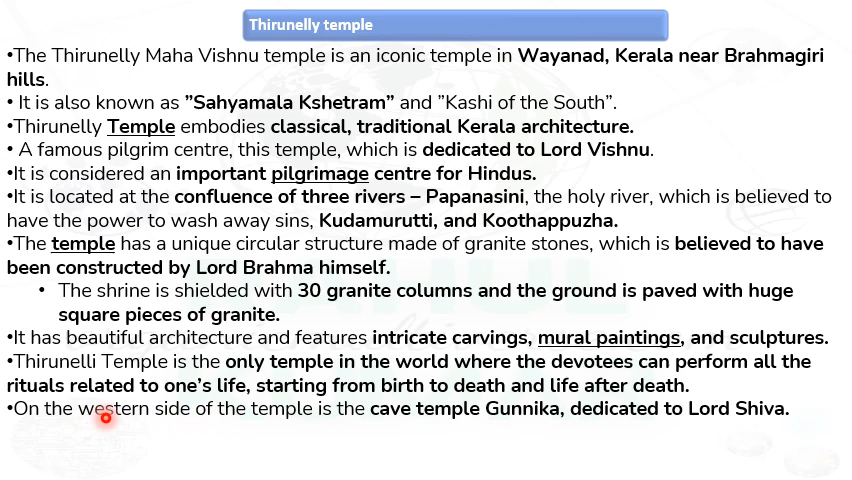 Thirunelly temple
•The Thirunelly Maha Vishnu temple is an iconic temple in Wayanad, Kerala near Brahmagiri
hills.
• It is also known as ”Sahyamala Kshetram” and ”Kashi of the South”.
•Thirunelly Temple embodies classical, traditional Kerala architecture.
• A famous pilgrim centre, this temple, which is dedicated to Lord Vishnu.
•It is considered an important pilgrimage centre for Hindus.
•It is located at the confluence of three rivers – Papanasini, the holy river, which is believed to
have the power to wash away sins, Kudamurutti, and Koothappuzha.
•The temple has a unique circular structure made of granite stones, which is believed to have
been constructed by Lord Brahma himself.
• The shrine is shielded with 30 granite columns and the ground is paved with huge
square pieces of granite.
•It has beautiful architecture and features intricate carvings, mural paintings, and sculptures.
•Thirunelli Temple is the only temple in the world where the devotees can perform all the
rituals related to one’s life, starting from birth to death and life after death.
•On the western side of the temple is the cave temple Gunnika, dedicated to Lord Shiva.